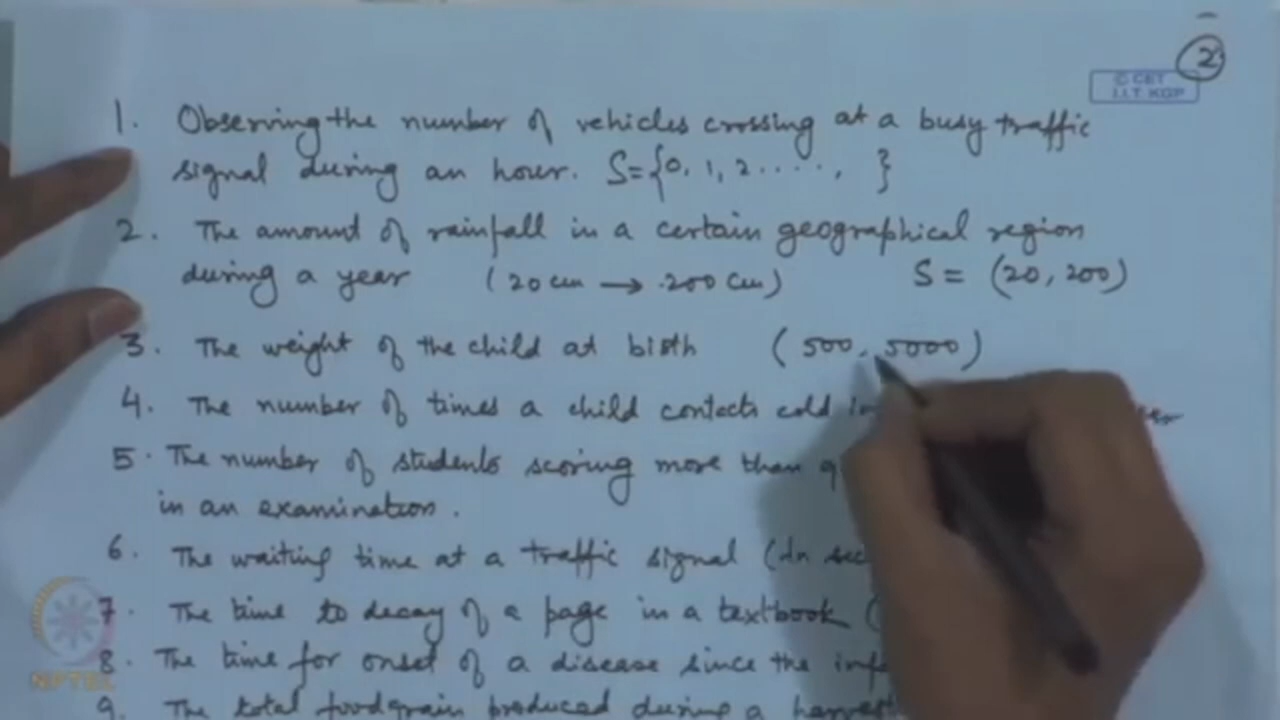 2
© CET
I.I.T KGP
1. Observing the number of vehicles crossing at a busy traffic
signal during an hour. S={0, 1, 2....., }
2. The amount of rainfall in a certain geographical region
during a year (20 cm → 200 cm) S = (20, 200)
3. The weight of the child at birth (500, 5000)
4. The number of times a child contacts cold
5. The number of students scoring more than
in an examination.
6. The waiting time at a traffic signal (In sec
7. The time to decay of a page in a textbook (
8. The time for onset of a disease since the
9. The total foodgrain produced during a harvest
NPTEL